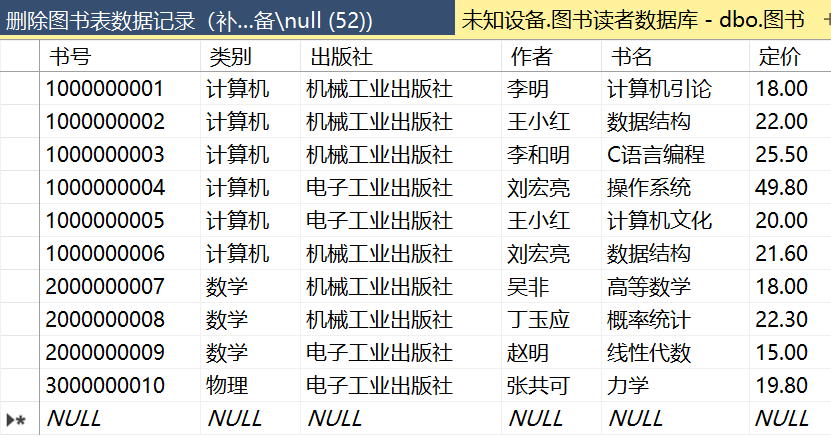 删除图书表数据记录（补...备\null (52)) 未知设备.图书读者数据库 - dbo.图书
书号 类别 出版社 作者 书名 定价
1000000001 计算机 机械工业出版社 李明 计算机引论 18.00
1000000002 计算机 机械工业出版社 王小红 数据结构 22.00
1000000003 计算机 机械工业出版社 李和明 C语言编程 25.50
1000000004 计算机 电子工业出版社 刘宏亮 操作系统 49.80
1000000005 计算机 电子工业出版社 王小红 计算机文化 20.00
1000000006 计算机 机械工业出版社 刘宏亮 数据结构 21.60
2000000007 数学 机械工业出版社 吴非 高等数学 18.00
2000000008 数学 机械工业出版社 丁玉应 概率统计 22.30
2000000009 数学 电子工业出版社 赵明 线性代数 15.00
3000000010 物理 电子工业出版社 张共可 力学 19.80
NULL NULL NULL NULL NULL NULL